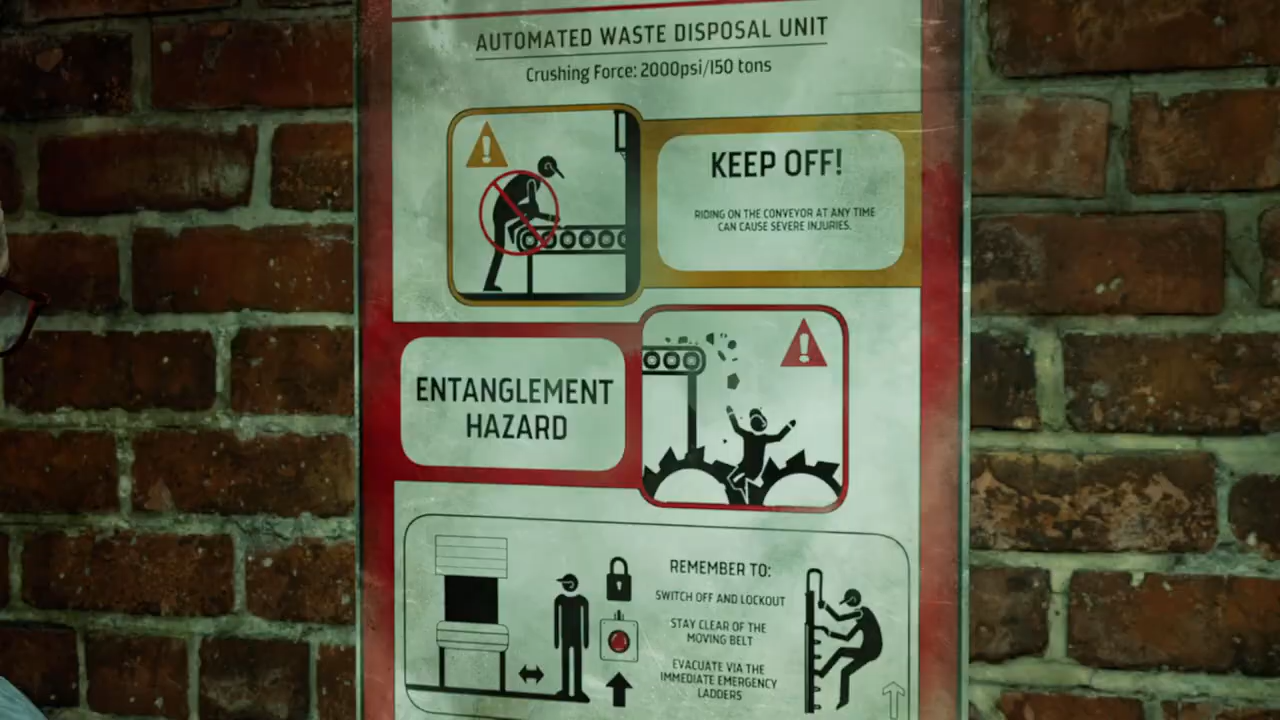 AUTOMATED WASTE DISPOSAL UNIT
Crushing Force: 2000psi/150 tons
KEEP OFF!
RIDING ON THE CONVEYOR AT ANY TIME
CAN CAUSE SEVERE INJURIES.
ENTANGLEMENT
HAZARD
REMEMBER TO:
SWITCH OFF AND LOCKOUT
STAY CLEAR OF THE
MOVING BELT
EVACUATE VIA THE
IMMEDIATE EMERGENCY
LADDERS